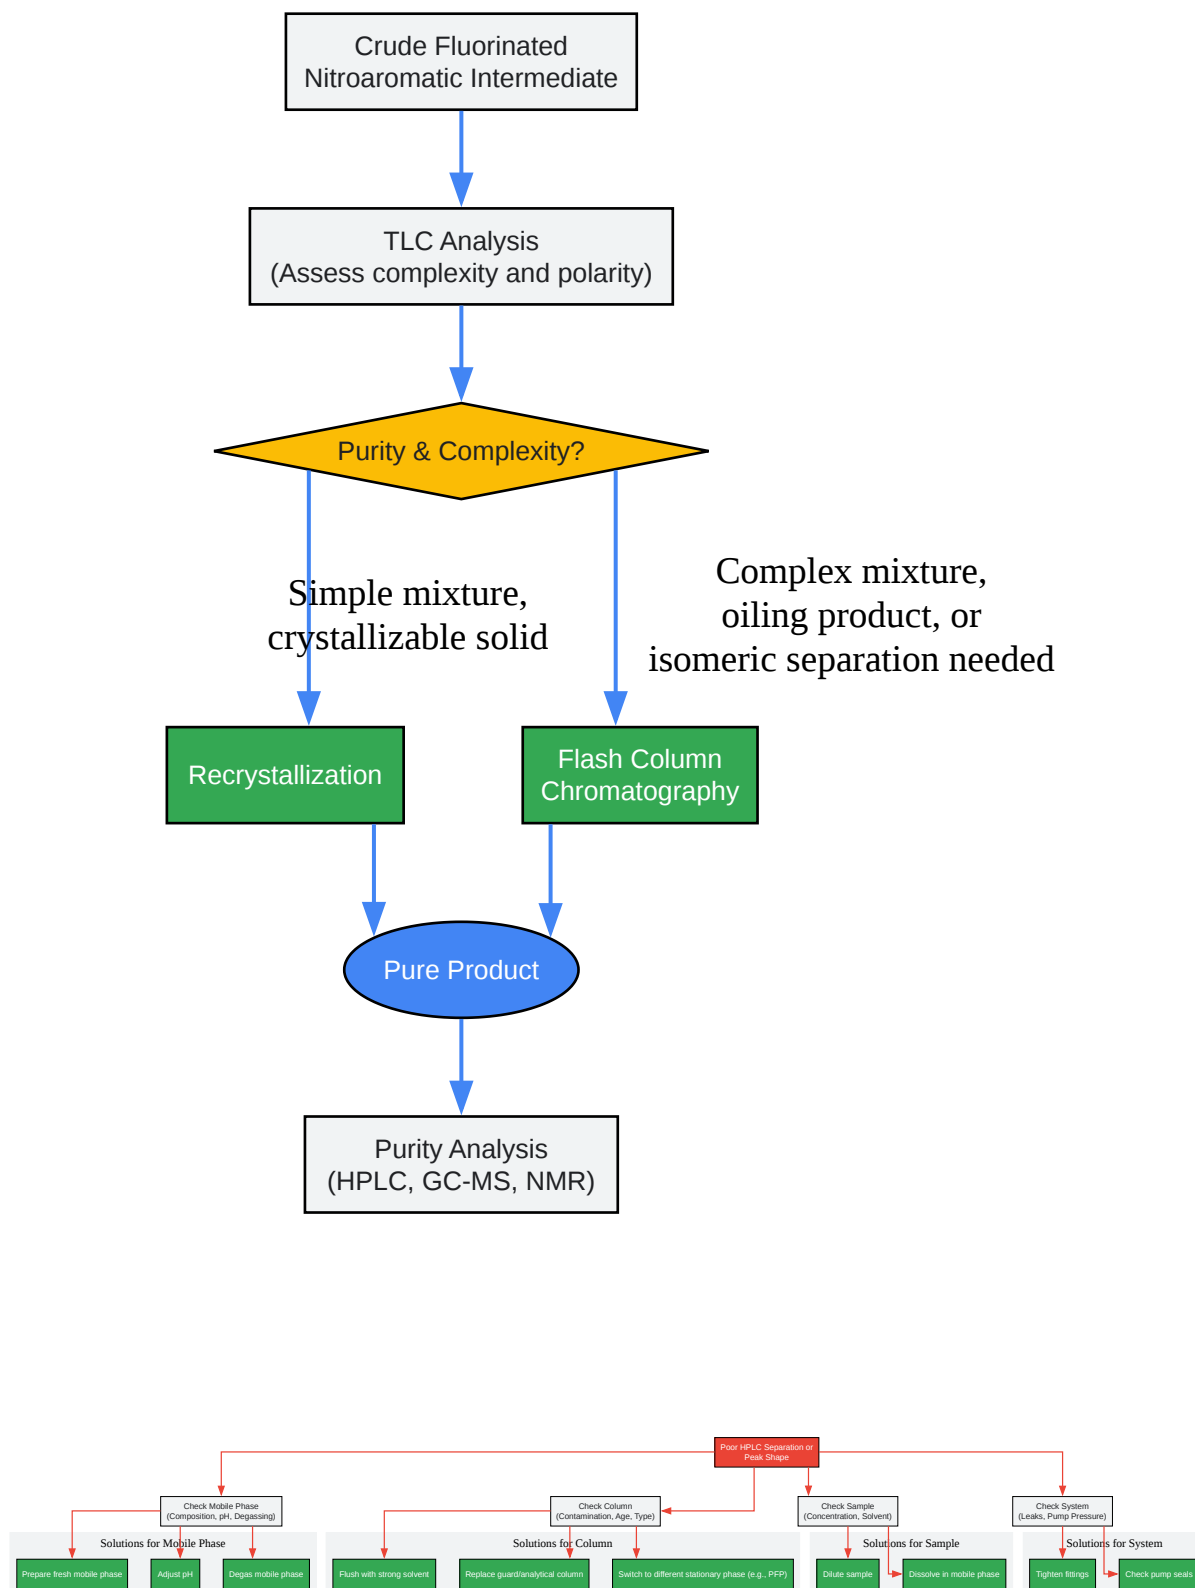 Crude Fluorinated
Nitroaromatic Intermediate
TLC Analysis
(Assess complexity and polarity)
Purity & Complexity?
Simple mixture,
crystallizable solid
Complex mixture,
oiling product, or
isomeric separation needed
Recrystallization
Flash Column
Chromatography
Pure Product
Purity Analysis
(HPLC, GC-MS, NMR)
Poor HPLC Separation or
Peak Shape
Check Mobile Phase
(Composition, pH, Degassing)
Check Column
(Contamination, Age, Type)
Check Sample
(Concentration, Solvent)
Check System
(Leaks, Pump Pressure)
Solutions for Mobile Phase
Solutions for Column
Solutions for Sample
Solutions for System
Prepare fresh mobile phase
Adjust pH
Degas mobile phase
Flush with strong solvent
Replace guard/analytical column
Switch to different stationary phase (e.g., PFP)
Dilute sample
Dissolve in mobile phase
Tighten fittings
Check pump seals